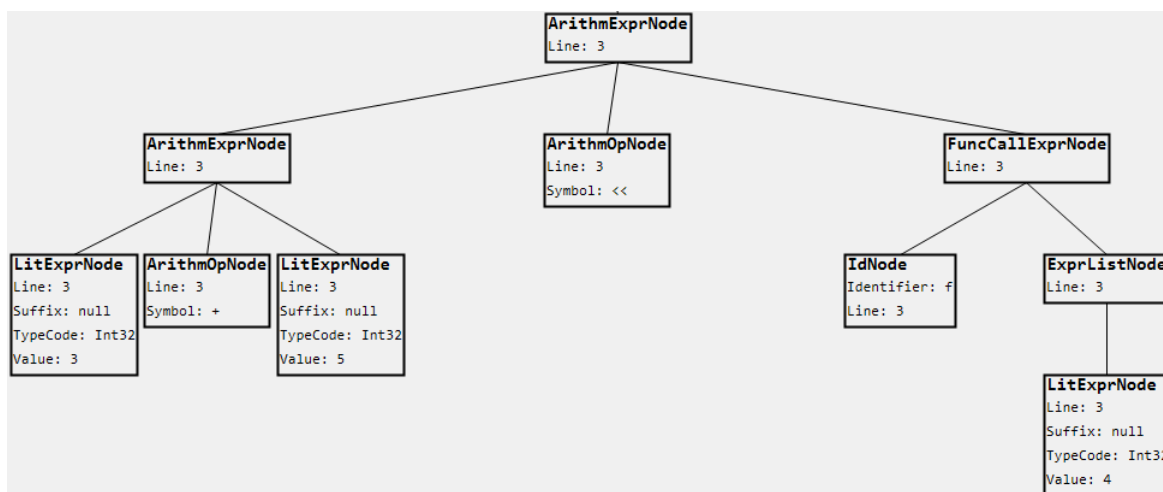 ArithmExprNode
Line: 3
ArithmExprNode
Line: 3
ArithmOpNode
Line: 3
Symbol: <<
FuncCallExprNode
Line: 3
LitExprNode
Line: 3
Suffix: null
TypeCode: Int32
Value: 3
ArithmOpNode
Line: 3
Symbol: +
LitExprNode
Line: 3
Suffix: null
TypeCode: Int32
Value: 5
IdNode
Identifier: f
Line: 3
ExprListNode
Line: 3
LitExprNode
Line: 3
Suffix: null
TypeCode: Int32
Value: 4